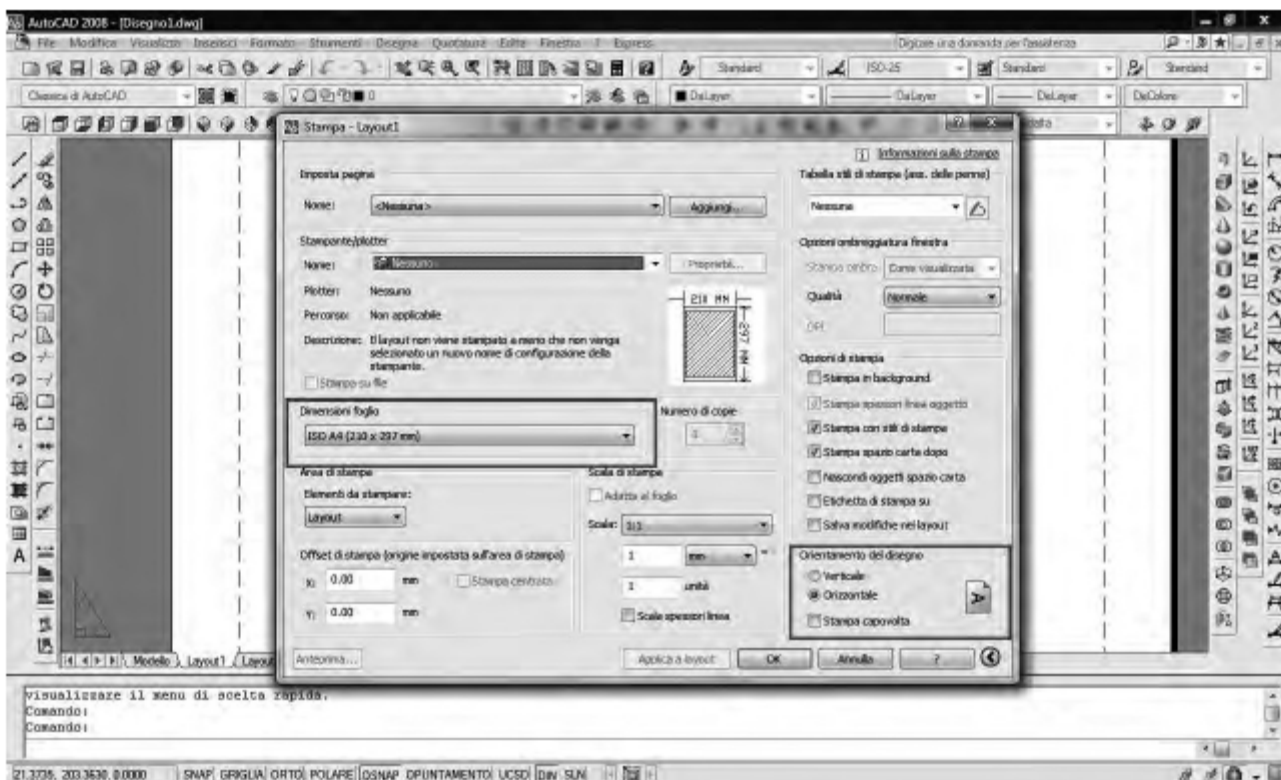 AutoCAD 2008 - [Disegno1.dwg]
File Modifica Visualizza Inserisci Formato Strumenti Disegna Quotatura Edita Finestra ? Express
Digitare una domanda per l'assistenza
Standard ISO-25 Standard Standard
Classico di AutoCAD 0 DaLayer DaLayer DaLayer DaColore
Stampa - Layout1
Informazioni sulla stampa
Imposta pagina
Nome: <Nessuna> Aggiungi...
Tabella stili di stampa (ass. delle penne)
Nessuna
Stampante/plotter
Nome: Nessuno Proprietà...
Plotter: Nessuno
Percorso: Non applicabile
Descrizione: Il layout non viene stampato a meno che non venga
selezionato un nuovo nome di configurazione della
stampante.
Stampa su file
210 MM
297 MM
Opzioni ombreggiatura finestra
Stampa ombra Come visualizzata
Qualità Normale
DPI
Dimensioni foglio
ISO A4 (210 x 297 mm)
Numero di copie
1
Opzioni di stampa
Stampa in background
Stampa spessori linea oggetto
Stampa con stili di stampa
Stampa spazio carta dopo
Nascondi oggetti spazio carta
Etichetta di stampa su
Salva modifiche nel layout
Area di stampa
Elementi da stampare:
Layout
Scala di stampa
Adatta al foglio
Scala: 1:1
1 mm =
1 unità
Scala spessori linea
Offset di stampa (origine impostata sull'area di stampa)
X: 0.00 mm Stampa centrata
Y: 0.00 mm
Orientamento del disegno
Verticale
Orizzontale
Stampa capovolta
A
Anteprima... Applica a layout OK Annulla ?
Modello Layout1 Layout
visualizzare il menu di scelta rapida.
Comando:
Comando:
21.3735, 203.3630, 0.0000 SNAP GRIGLIA ORTO POLARE OSNAP OPUNTAMENTO UCSD DIN SLN